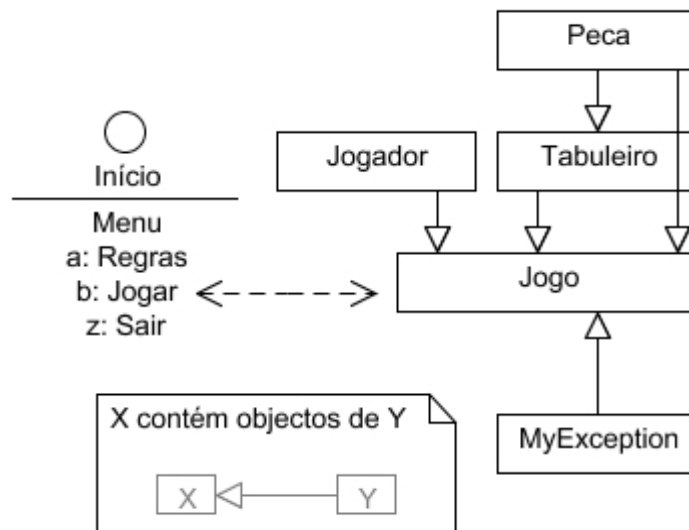 Peca
Jogador
Tabuleiro
Início
Menu
a: Regras
b: Jogar
z: Sair
Jogo
X contém objectos de Y
X
Y
MyException